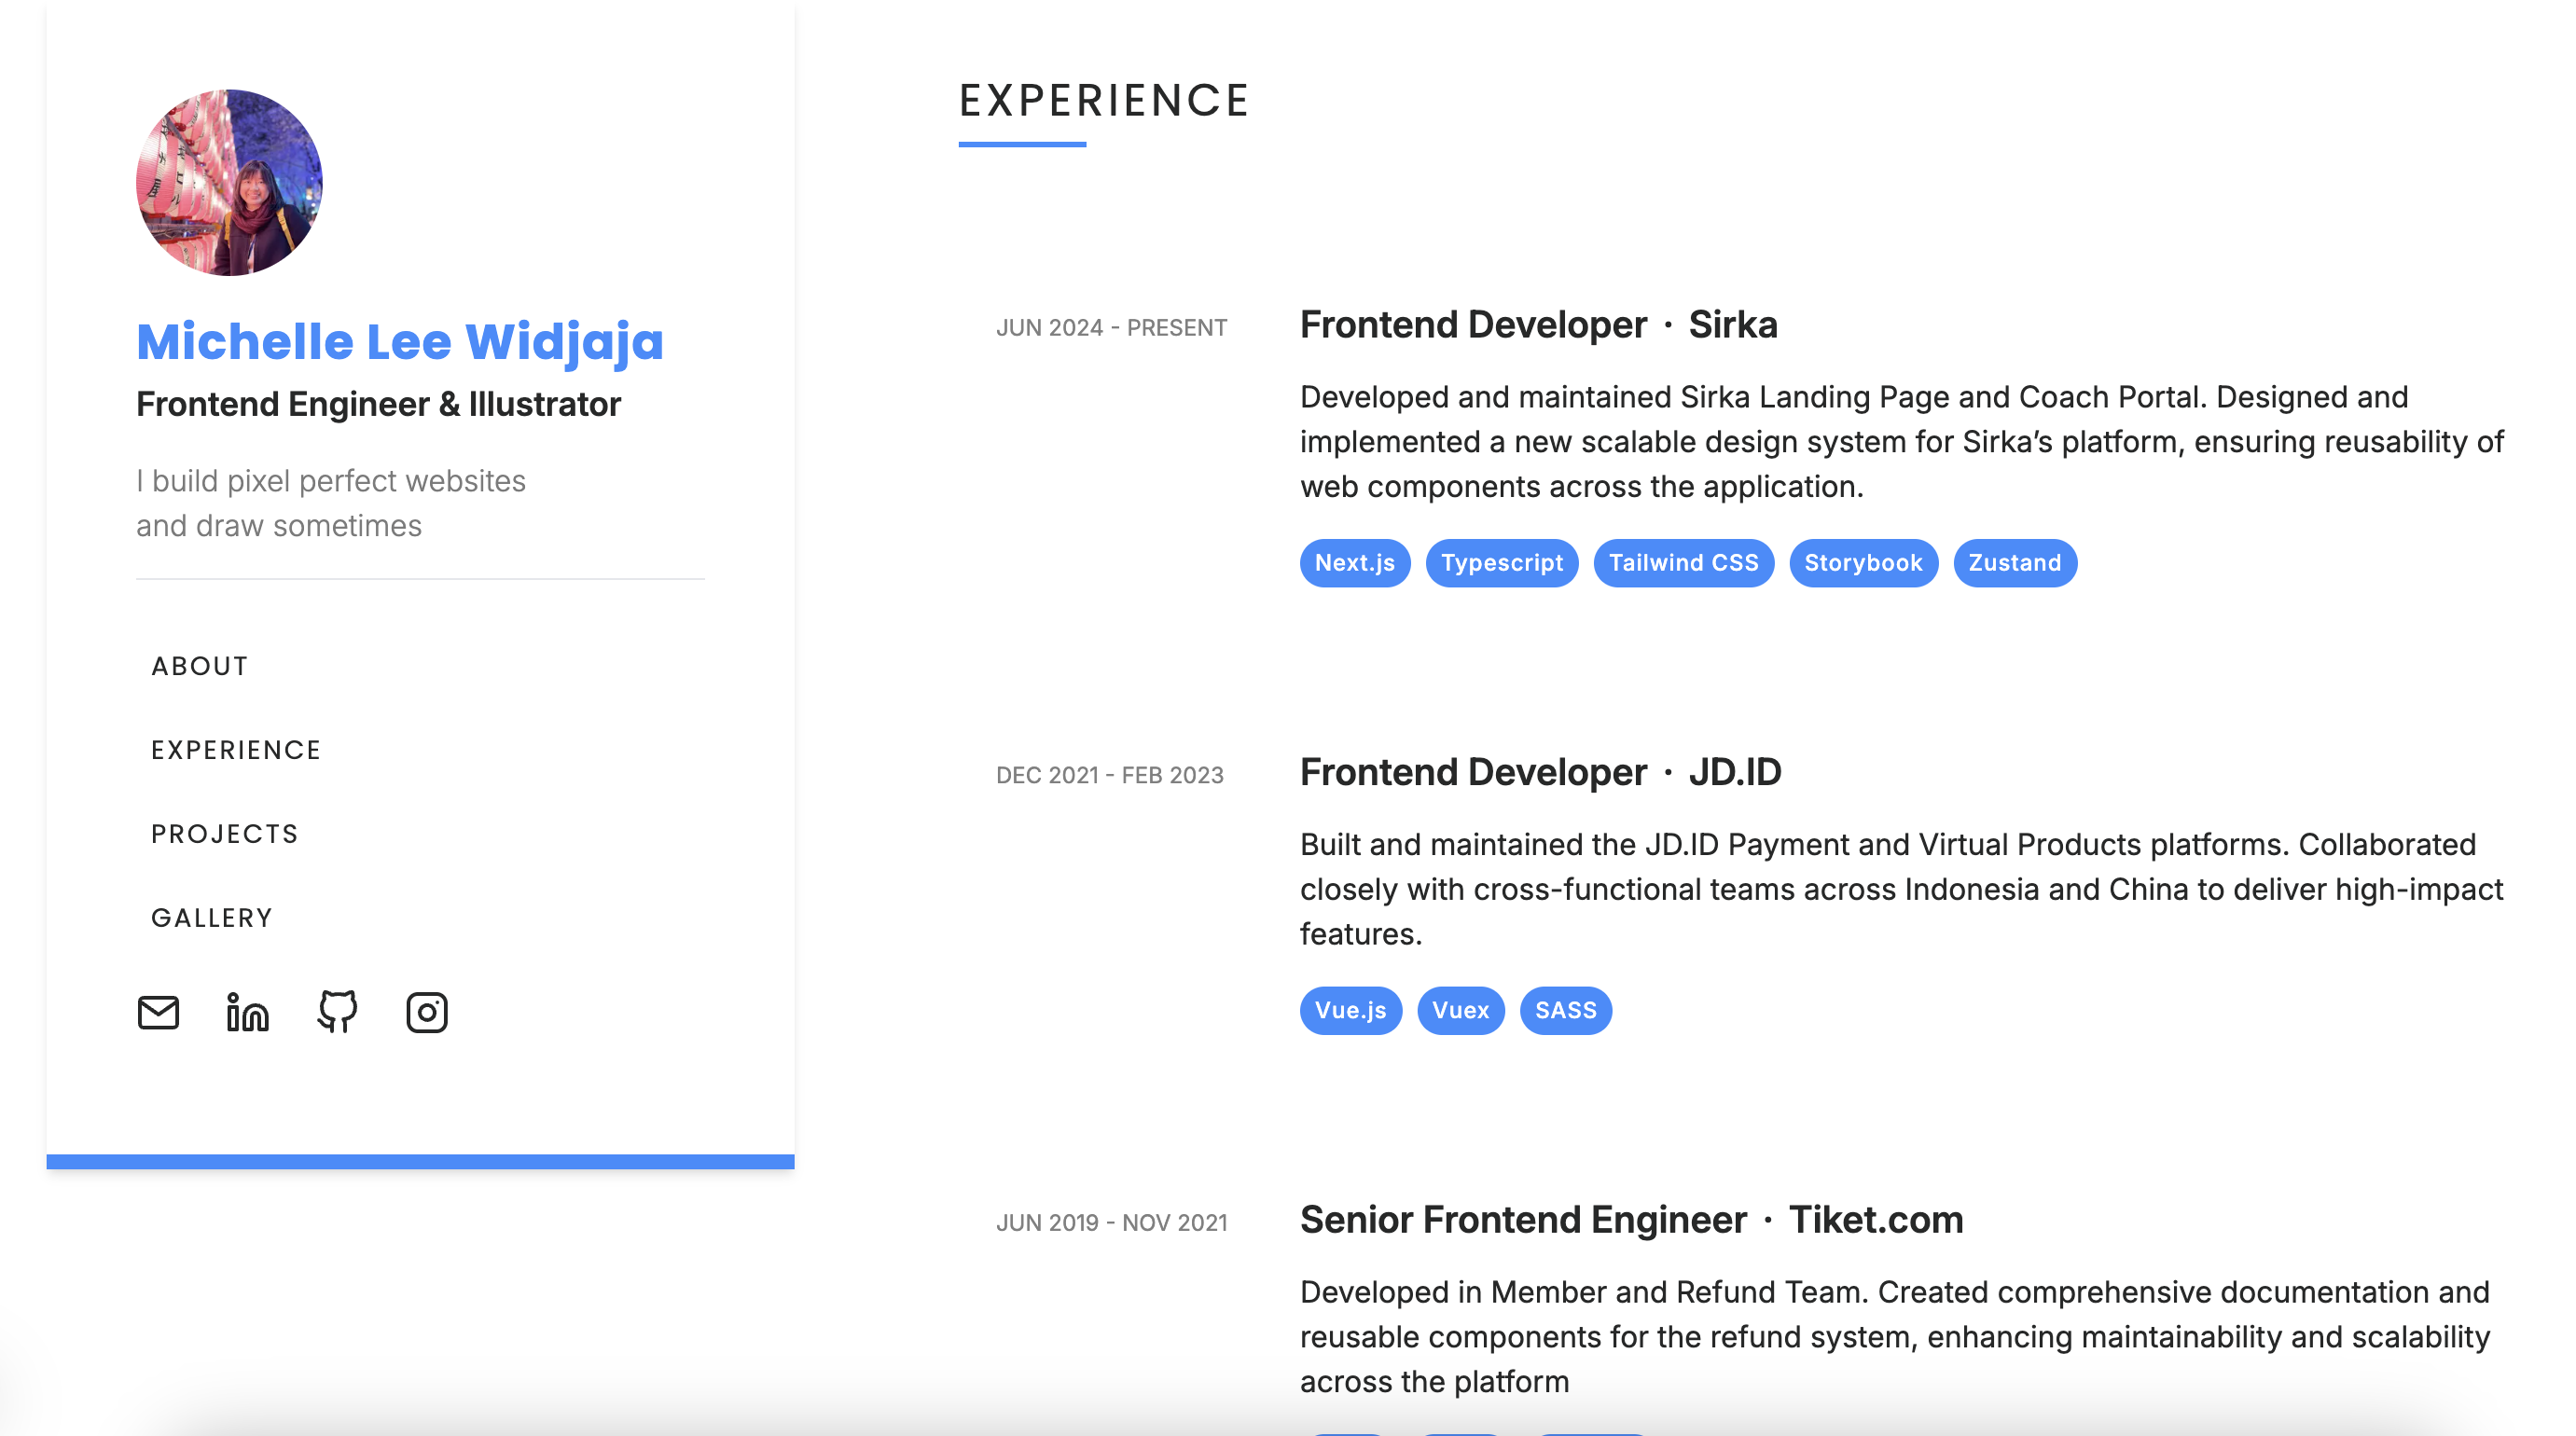 Michelle Lee Widjaja
Frontend Engineer & Illustrator
I build pixel perfect websites
and draw sometimes
ABOUT
EXPERIENCE
PROJECTS
GALLERY
EXPERIENCE
JUN 2024 - PRESENT
Frontend Developer · Sirka
Developed and maintained Sirka Landing Page and Coach Portal. Designed and
implemented a new scalable design system for Sirka’s platform, ensuring reusability of
web components across the application.
Next.js Typescript Tailwind CSS Storybook Zustand
DEC 2021 - FEB 2023
Frontend Developer · JD.ID
Built and maintained the JD.ID Payment and Virtual Products platforms. Collaborated
closely with cross-functional teams across Indonesia and China to deliver high-impact
features.
Vue.js Vuex SASS
JUN 2019 - NOV 2021
Senior Frontend Engineer · Tiket.com
Developed in Member and Refund Team. Created comprehensive documentation and
reusable components for the refund system, enhancing maintainability and scalability
across the platform